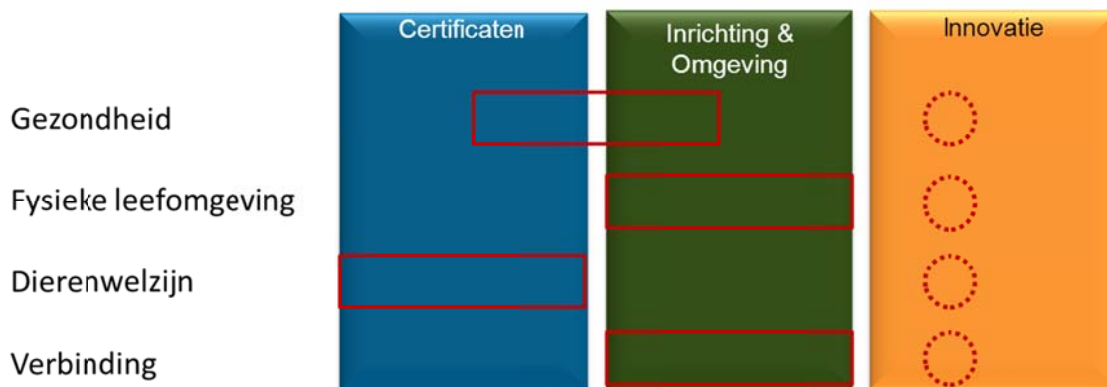 Certificaten
Inrichting &
Omgeving
Innovatie
Gezondheid
Fysieke leefomgeving
Dierenwelzijn
Verbinding